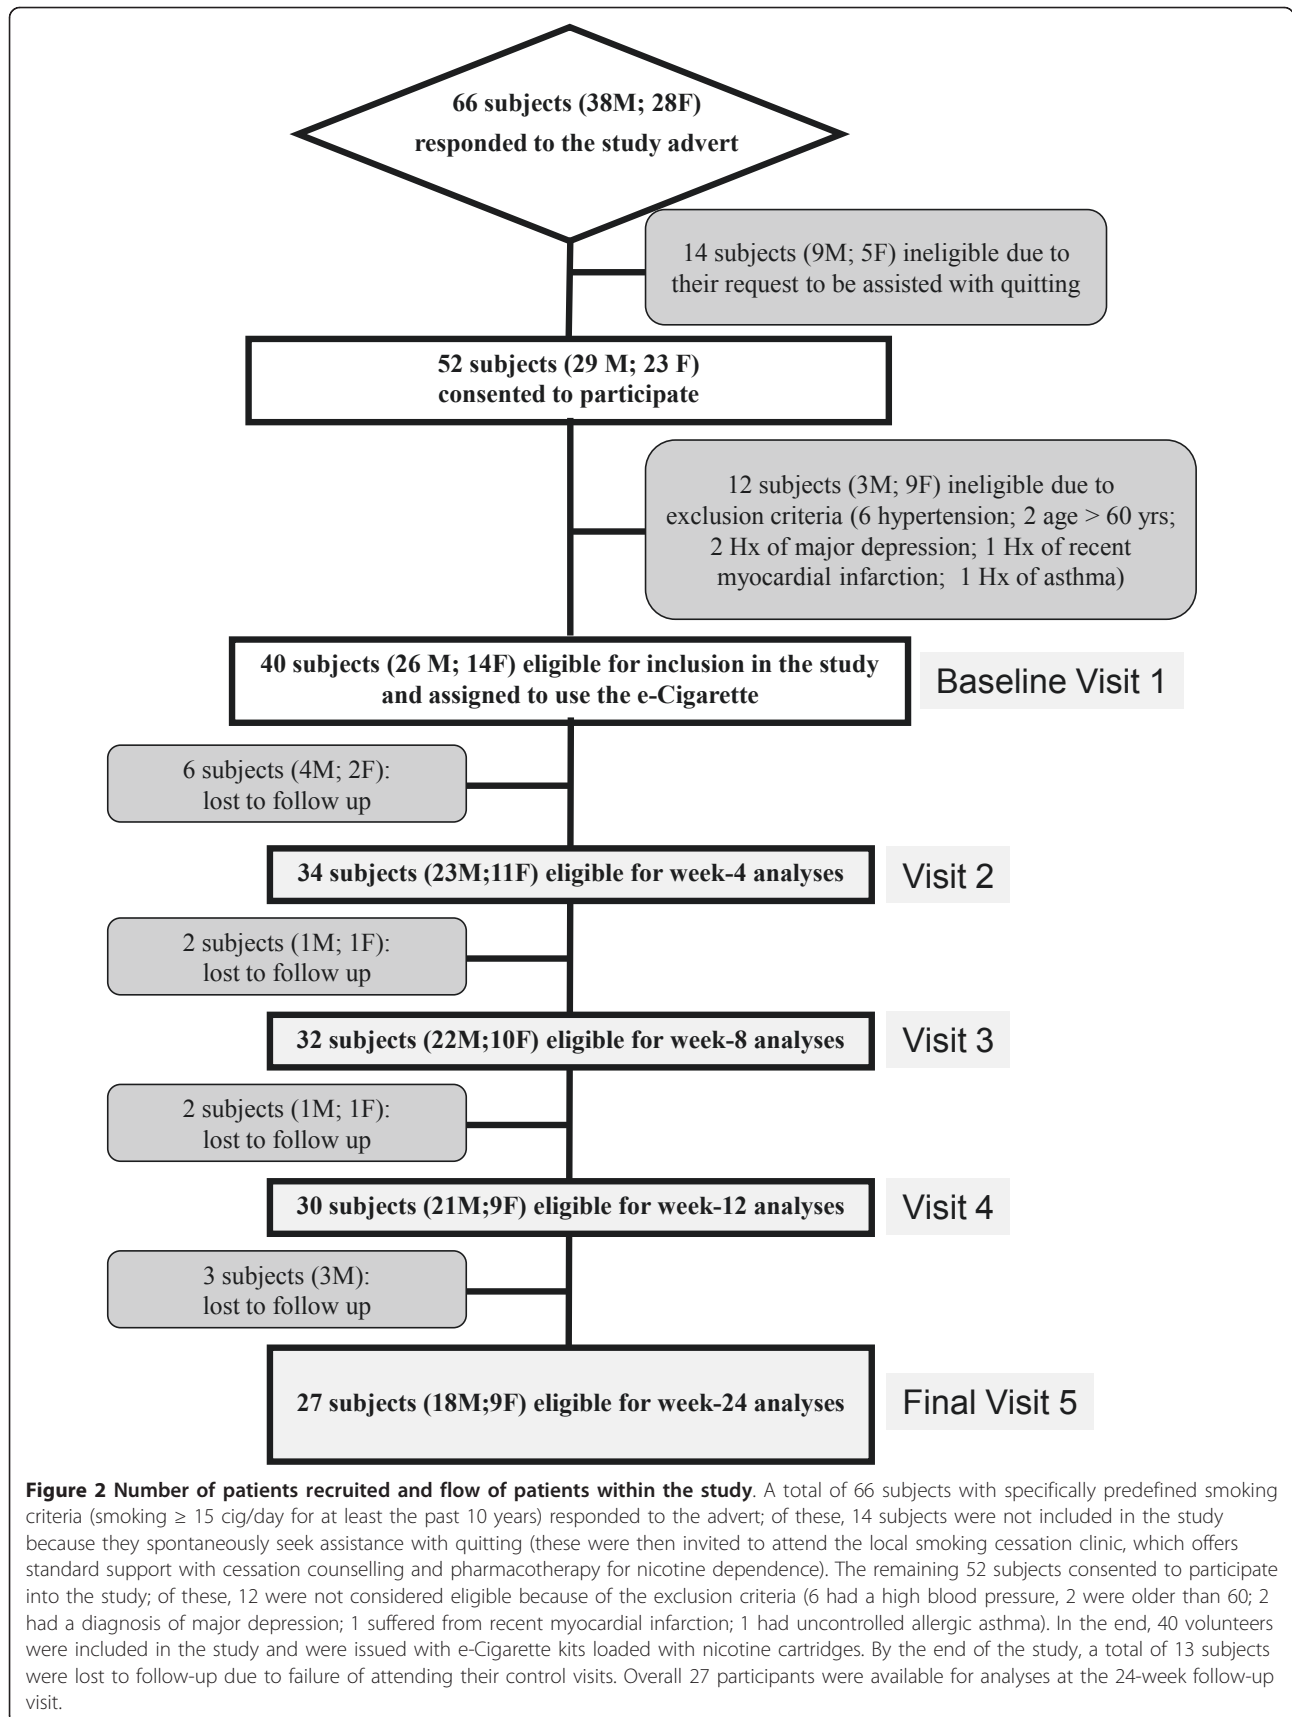 66 subjects (38M; 28F)
responded to the study advert
14 subjects (9M; 5F) ineligible due to
their request to be assisted with quitting
52 subjects (29 M; 23 F)
consented to participate
12 subjects (3M; 9F) ineligible due to
exclusion criteria (6 hypertension; 2 age > 60 yrs;
2 Hx of major depression; 1 Hx of recent
myocardial infarction; 1 Hx of asthma)
40 subjects (26 M; 14F) eligible for inclusion in the study
and assigned to use the e-Cigarette
Baseline Visit 1
6 subjects (4M; 2F):
lost to follow up
34 subjects (23M;11F) eligible for week-4 analyses
Visit 2
2 subjects (1M; 1F):
lost to follow up
32 subjects (22M;10F) eligible for week-8 analyses
Visit 3
2 subjects (1M; 1F):
lost to follow up
30 subjects (21M;9F) eligible for week-12 analyses
Visit 4
3 subjects (3M):
lost to follow up
27 subjects (18M;9F) eligible for week-24 analyses
Final Visit 5
Figure 2 Number of patients recruited and flow of patients within the study. A total of 66 subjects with specifically predefined smoking
criteria (smoking ≥ 15 cig/day for at least the past 10 years) responded to the advert; of these, 14 subjects were not included in the study
because they spontaneously seek assistance with quitting (these were then invited to attend the local smoking cessation clinic, which offers
standard support with cessation counselling and pharmacotherapy for nicotine dependence). The remaining 52 subjects consented to participate
into the study; of these, 12 were not considered eligible because of the exclusion criteria (6 had a high blood pressure, 2 were older than 60; 2
had a diagnosis of major depression; 1 suffered from recent myocardial infarction; 1 had uncontrolled allergic asthma). In the end, 40 volunteers
were included in the study and were issued with e-Cigarette kits loaded with nicotine cartridges. By the end of the study, a total of 13 subjects
were lost to follow-up due to failure of attending their control visits. Overall 27 participants were available for analyses at the 24-week follow-up
visit.